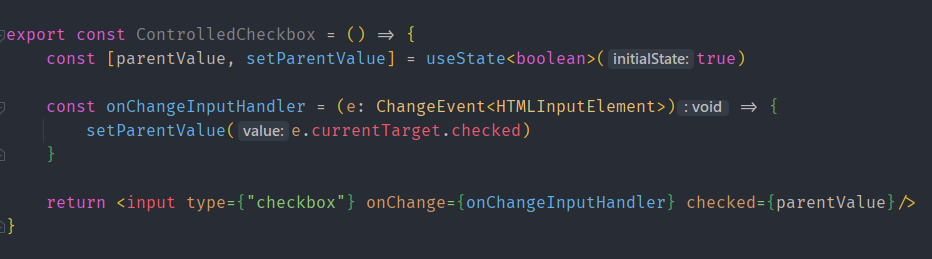 export const ControlledCheckbox = () => {
const [parentValue, setParentValue] = useState<boolean>( initialState: true)
const onChangeInputHandler = (e: ChangeEvent<HTMLInputElement>) : void => {
setParentValue( value: e.currentTarget.checked)
}
return <input type={"checkbox"} onChange={onChangeInputHandler} checked={parentValue}/>
}